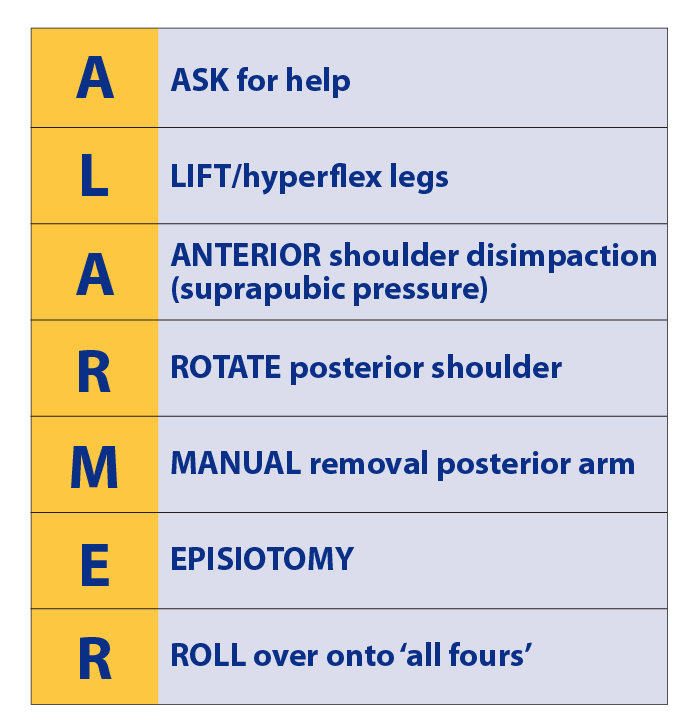 A
ASK for help
L
LIFT/hyperflex legs
A
ANTERIOR shoulder disimpaction
(suprapubic pressure)
R
ROTATE posterior shoulder
M
MANUAL removal posterior arm
E
EPISIOTOMY
R
ROLL over onto ‘all fours’